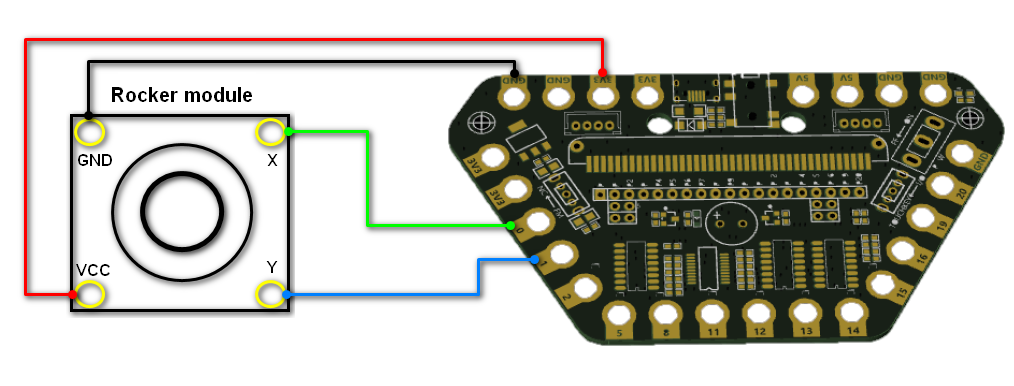 Rocker module
GND
X
VCC
Y
GND
GND
3V3
3V3
5V
5V
GND
GND
3V3
3V3
0
1
2
5
8
11
12
13
14
15
16
19
20
GND